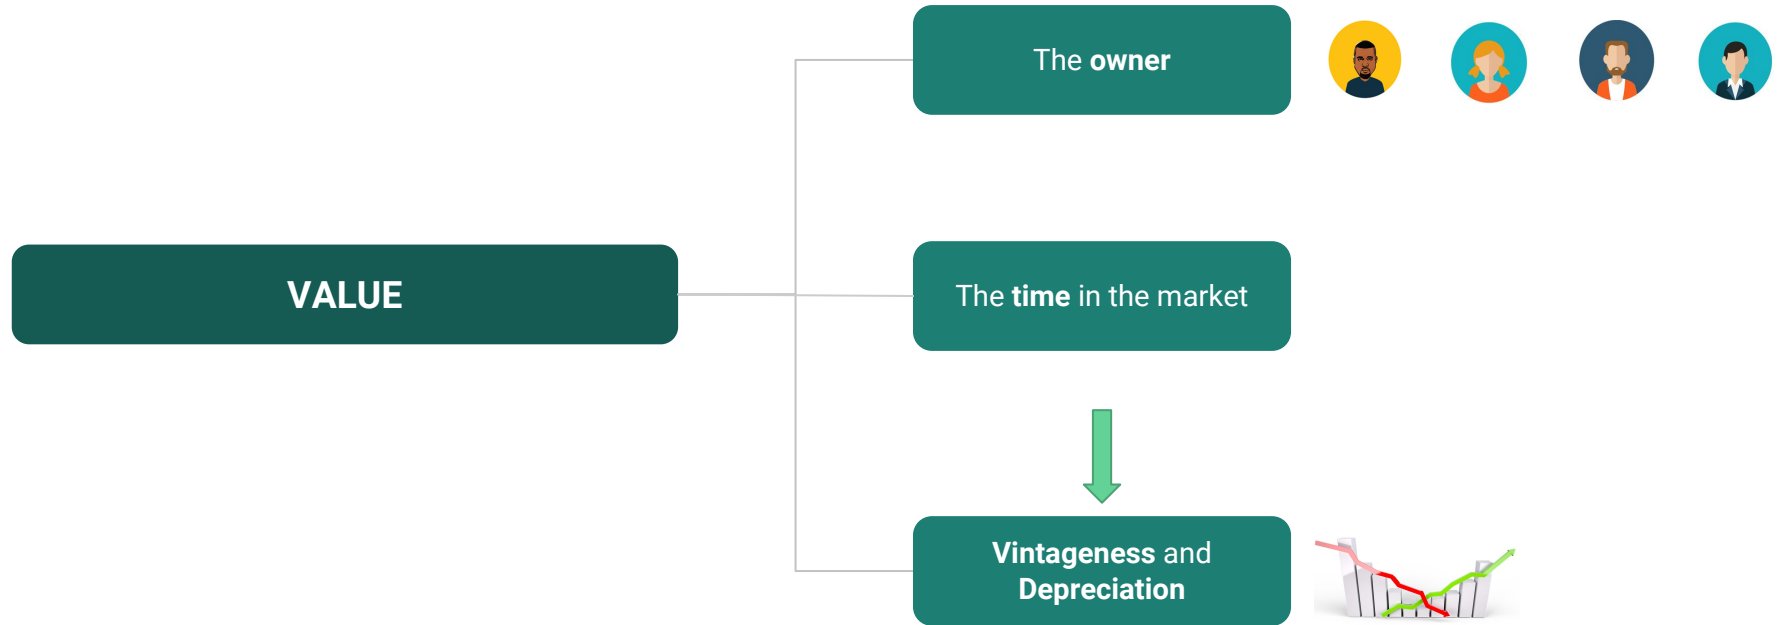 The owner
VALUE
The time in the market
Vintageness and
Depreciation